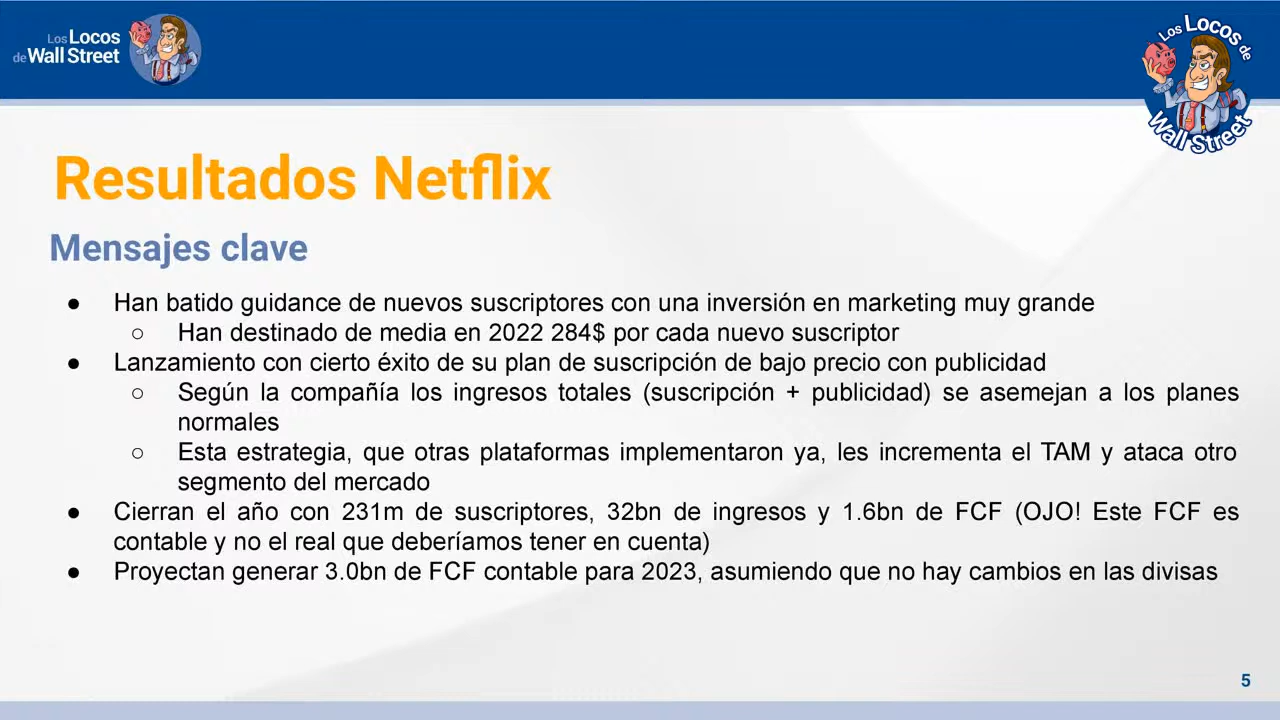 Los Locos
de Wall Street
Los Locos de
Wall Street
Resultados Netflix
Mensajes clave
● Han batido guidance de nuevos suscriptores con una inversión en marketing muy grande
○ Han destinado de media en 2022 284$ por cada nuevo suscriptor
● Lanzamiento con cierto éxito de su plan de suscripción de bajo precio con publicidad
○ Según la compañía los ingresos totales (suscripción + publicidad) se asemejan a los planes
normales
○ Esta estrategia, que otras plataformas implementaron ya, les incrementa el TAM y ataca otro
segmento del mercado
● Cierran el año con 231m de suscriptores, 32bn de ingresos y 1.6bn de FCF (OJO! Este FCF es
contable y no el real que deberíamos tener en cuenta)
● Proyectan generar 3.0bn de FCF contable para 2023, asumiendo que no hay cambios en las divisas
5